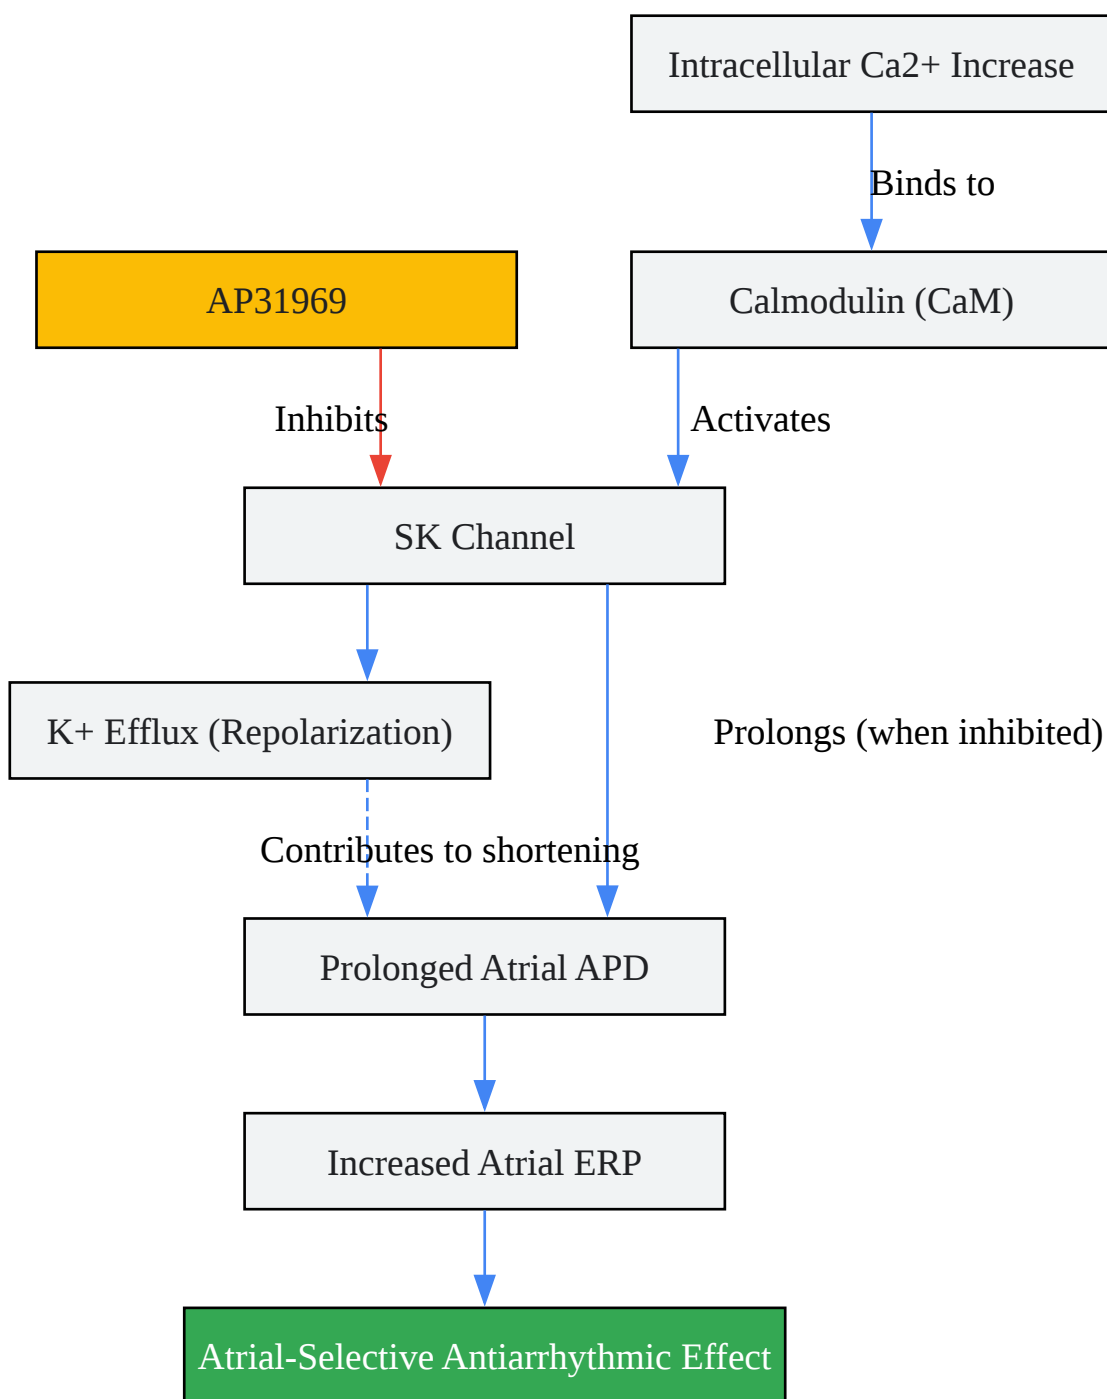 Intracellular Ca2+ Increase
Binds to
AP31969
Calmodulin (CaM)
Inhibits
Activates
SK Channel
K+ Efflux (Repolarization)
Prolongs (when inhibited)
Contributes to shortening
Prolonged Atrial APD
Increased Atrial ERP
Atrial-Selective Antiarrhythmic Effect